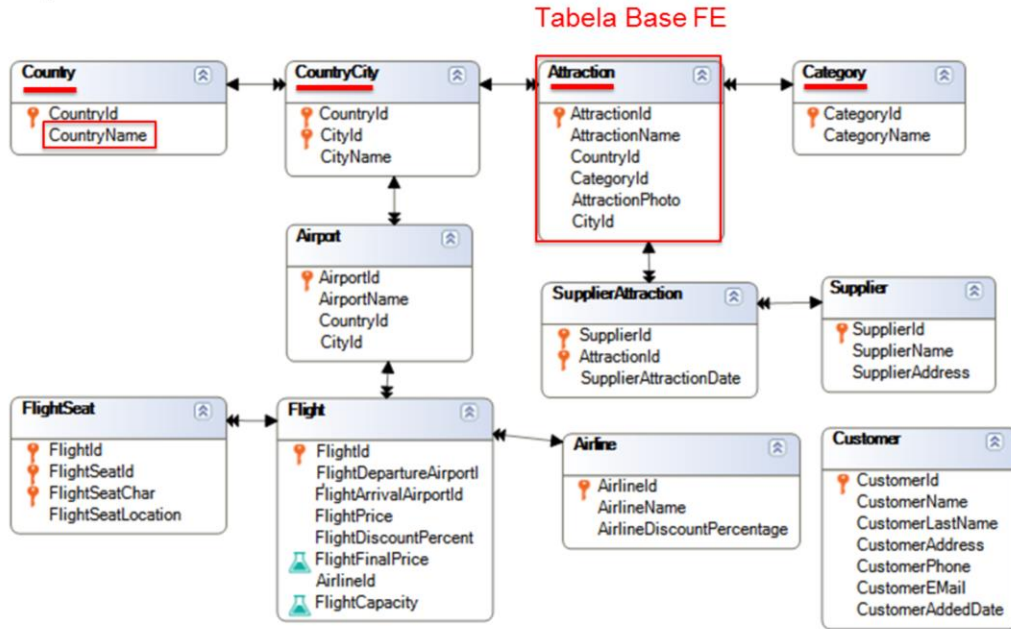 Tabela Base FE
Country
CountryId
CountryName
CountryCity
CountryId
CityId
CityName
Attraction
AttractionId
AttractionName
CountryId
CategoryId
AttractionPhoto
CityId
Category
CategoryId
CategoryName
Airport
AirportId
AirportName
CountryId
CityId
SupplierAttraction
SupplierId
AttractionId
SupplierAttractionDate
Supplier
SupplierId
SupplierName
SupplierAddress
FlightSeat
FlightId
FlightSeatId
FlightSeatChar
FlightSeatLocation
Flight
FlightId
FlightDepartureAirportI
FlightArrivalAirportId
FlightPrice
FlightDiscountPercent
FlightFinalPrice
AirlineId
FlightCapacity
Airline
AirlineId
AirlineName
AirlineDiscountPercentage
Customer
CustomerId
CustomerName
CustomerLastName
CustomerAddress
CustomerPhone
CustomerEMail
CustomerAddedDate